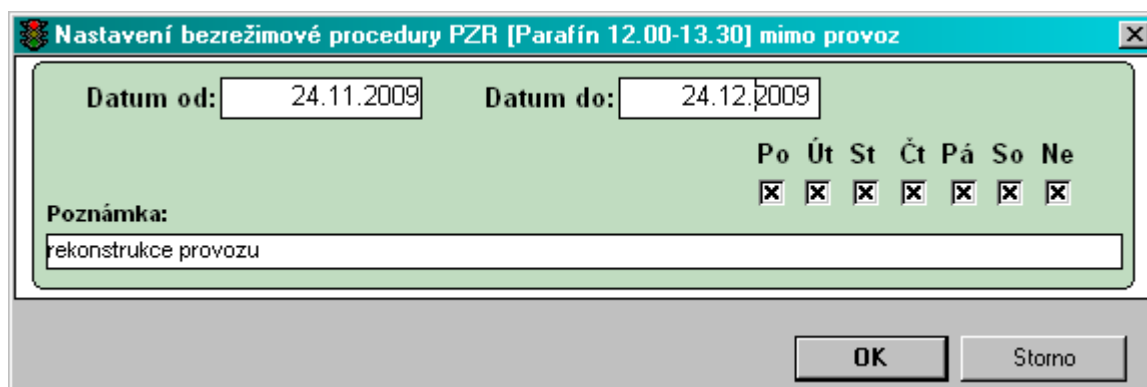 Nastavení bezrežimové procedury PZR [Parafín 12.00-13.30] mimo provoz
Datum od: 24.11.2009 Datum do: 24.12.2009
Po Út St Čt Pá So Ne
Poznámka:
rekonstrukce provozu
OK Storno